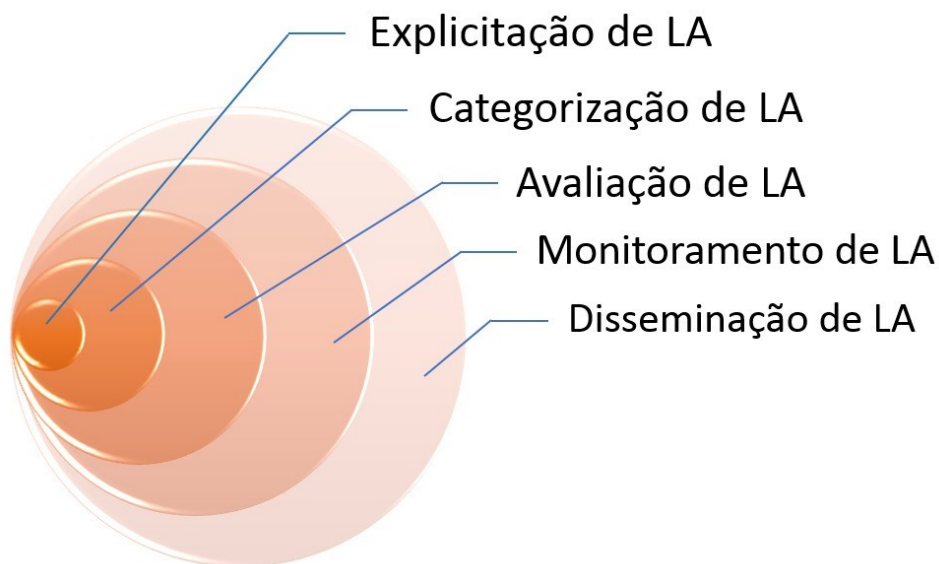 Explicitação de LA
Categorização de LA
Avaliação de LA
Monitoramento de LA
Disseminação de LA